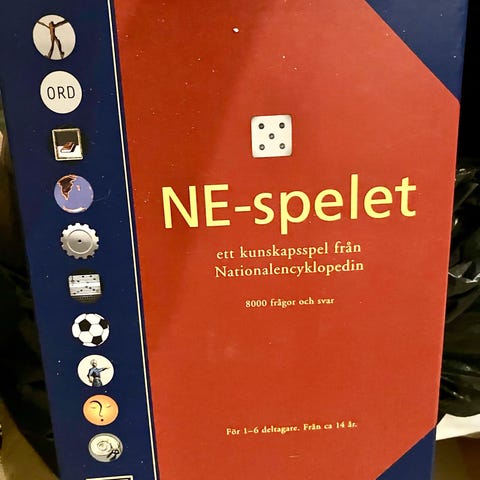 ORD
NE-spelet
ett kunskapsspel från
Nationalencyklopedin
8000 frågor och svar
För 1–6 deltagare. Från ca 14 år.